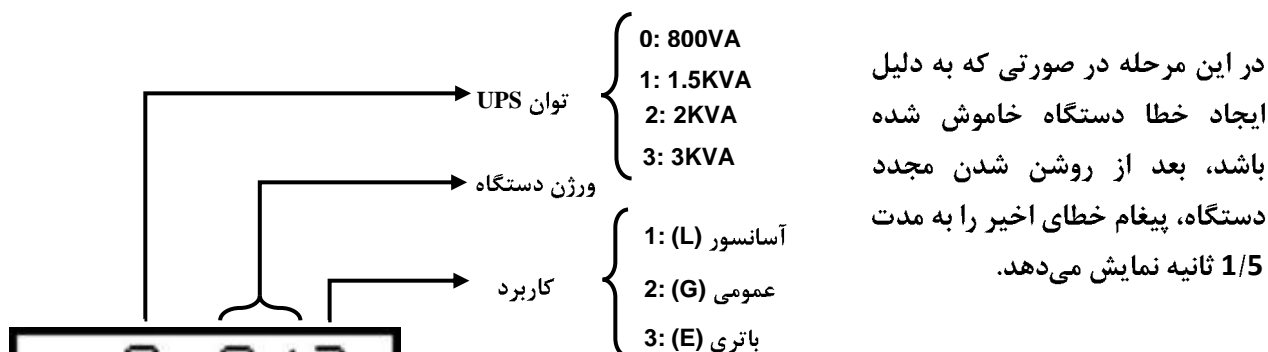 در این مرحله در صورتی که به دلیل
ایجاد خطا دستگاه خاموش شده
باشد، بعد از روشن شدن مجدد
دستگاه، پیغام خطای اخیر را به مدت
1/5 ثانیه نمایش می‌دهد.
توان UPS
0: 800VA
1: 1.5KVA
2: 2KVA
3: 3KVA
ورژن دستگاه
کاربرد
1: (L) آسانسور
2: (G) عمومی
3: (E) باتری